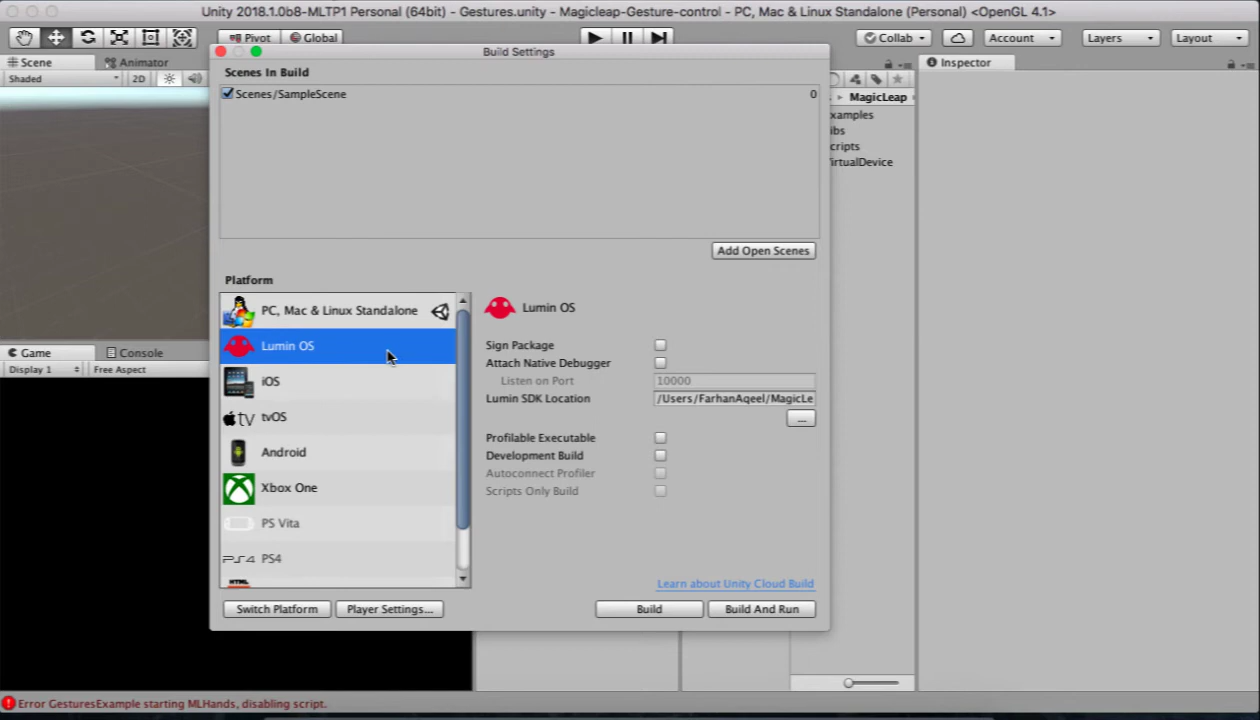 Unity 2018.1.0b8-MLTP1 Personal (64bit) - Gestures.unity - Magicleap-Gesture-control - PC, Mac & Linux Standalone (Personal) <OpenGL 4.1>
Pivot Global Collab Account Layers Layout
Scene Animator Build Settings Inspector
Shaded 2D
Scenes In Build
Scenes/SampleScene 0
MagicLeap
xamples
ibs
cripts
irtualDevice
Add Open Scenes
Platform
PC, Mac & Linux Standalone
Lumin OS
iOS
tv tvOS
Android
Xbox One
PS Vita
PS4 PS4
HTML
Lumin OS
Sign Package
Attach Native Debugger
Listen on Port 10000
Lumin SDK Location /Users/FarhanAqeel/MagicLe
...
Profilable Executable
Development Build
Autoconnect Profiler
Scripts Only Build
Learn about Unity Cloud Build
Switch Platform Player Settings... Build Build And Run
Game Console
Display 1 Free Aspect
Error GesturesExample starting MLHands, disabling script.